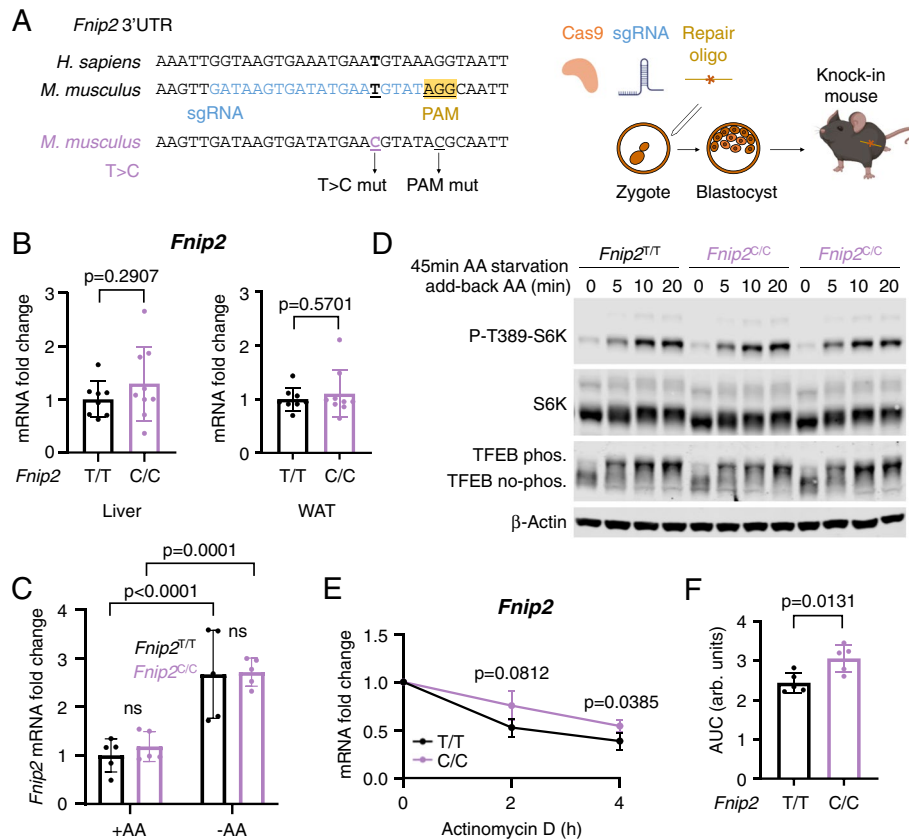 A
Fnip2 3'UTR
H. sapiens AAATTGGTAAGTGAAATGAATGTAAAGGTAATT
M. musculus AAGTTGATAAGTGATATGAATGTATAGGCAATT
sgRNA PAM
M. musculus AAGTTGATAAGTGATATGAACGTATACGCAATT
T>C
T>C mut PAM mut
Cas9 sgRNA Repair oligo
Knock-in mouse
Zygote Blastocyst
B
Fnip2
p=0.2907
mRNA fold change
3
2
1
0
Fnip2 T/T C/C
Liver
p=0.5701
mRNA fold change
3
2
1
0
T/T C/C
WAT
C
p=0.0001
p<0.0001
Fnip2 mRNA fold change
4
3
2
1
0
Fnip2T/T
Fnip2C/C
ns
ns
+AA -AA
D
Fnip2T/T Fnip2C/C Fnip2C/C
45min AA starvation
add-back AA (min) 0 5 10 20 0 5 10 20 0 5 10 20
P-T389-S6K
S6K
TFEB phos.
TFEB no-phos.
β-Actin
E
Fnip2
mRNA fold change
1.5
1.0
0.5
0.0
p=0.0812
p=0.0385
T/T
C/C
0 2 4
Actinomycin D (h)
F
p=0.0131
AUC (arb. units)
4
3
2
1
0
Fnip2 T/T C/C